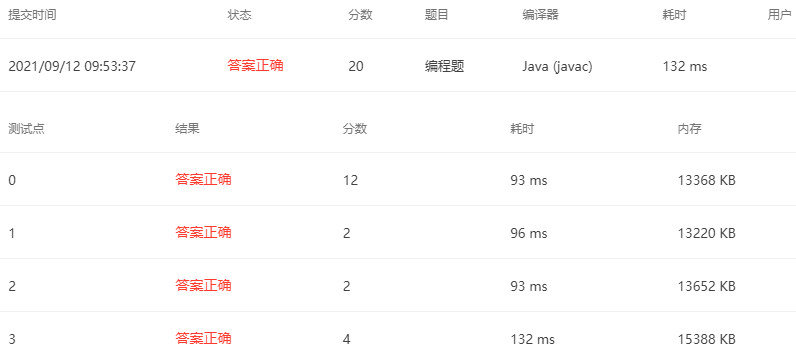 提交时间 状态 分数 题目 编译器 耗时 用户
2021/09/12 09:53:37 答案正确 20 编程题 Java (javac) 132 ms
测试点 结果 分数 耗时 内存
0 答案正确 12 93 ms 13368 KB
1 答案正确 2 96 ms 13220 KB
2 答案正确 2 93 ms 13652 KB
3 答案正确 4 132 ms 15388 KB